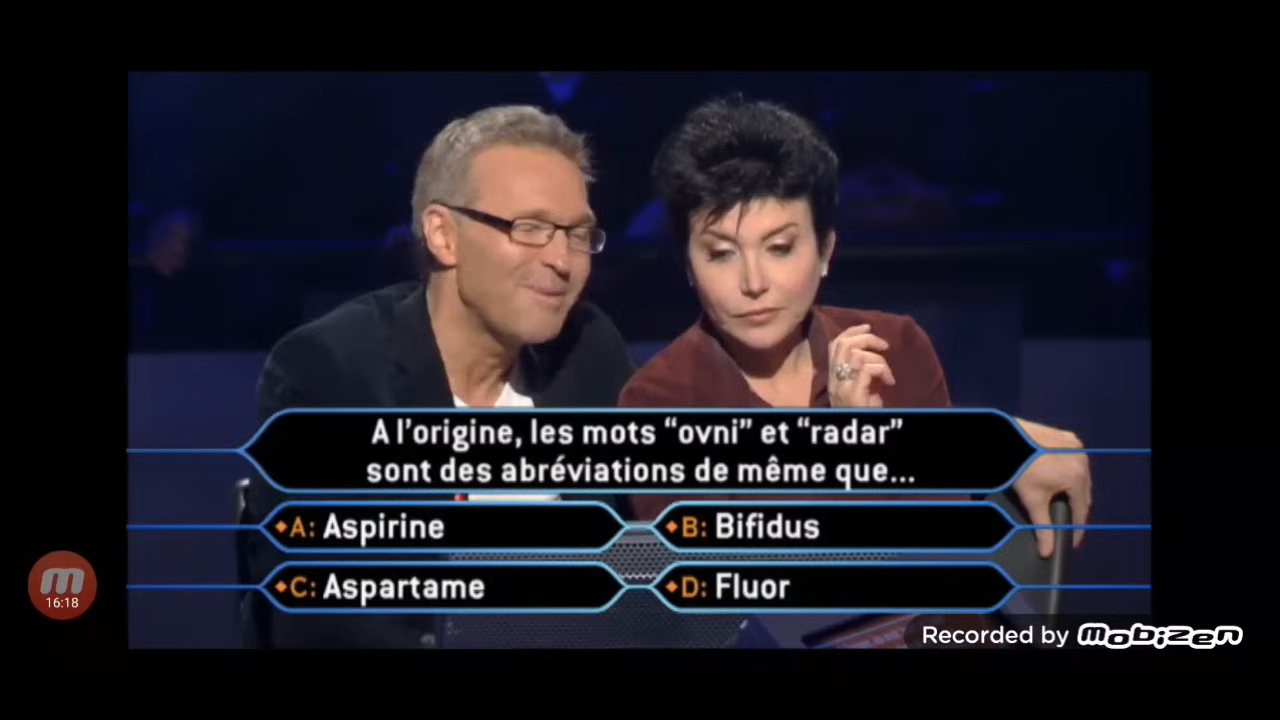 A l'origine, les mots "ovni" et "radar"
sont des abréviations de même que...
A: Aspirine
B: Bifidus
C: Aspartame
D: Fluor
16:18
Recorded by mobizen